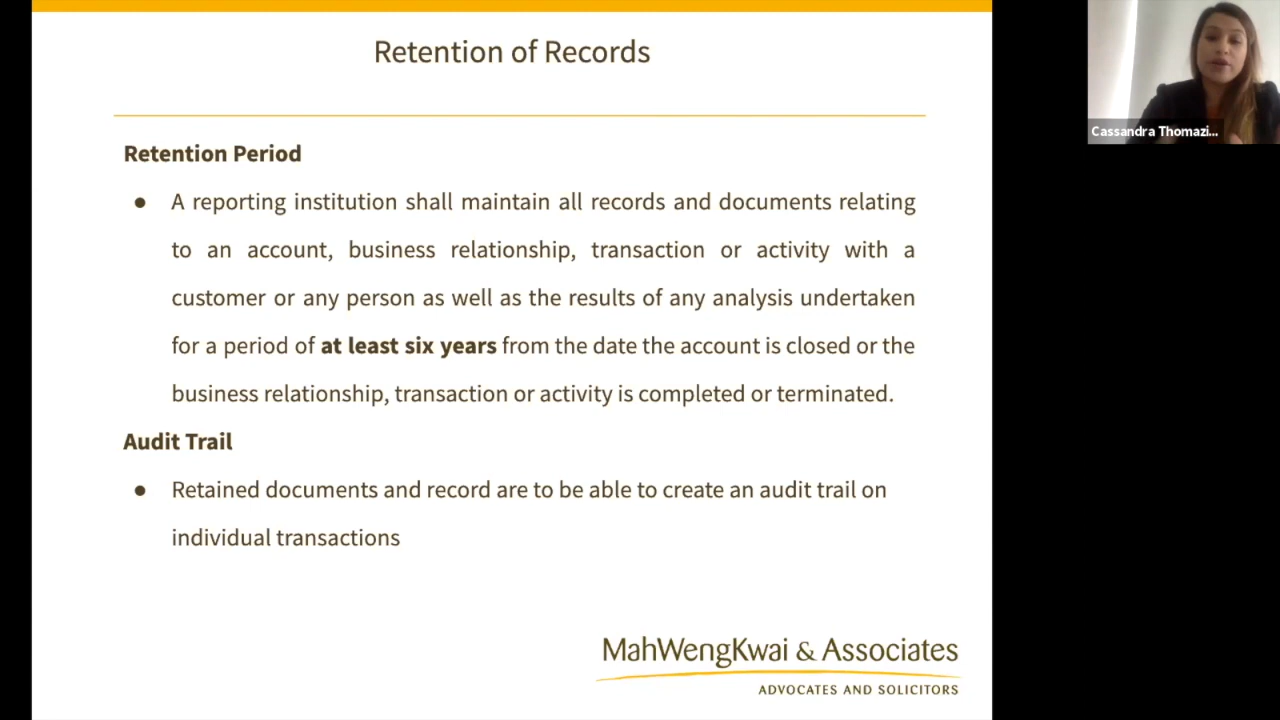 Retention of Records
Cassandra Thomazi...
Retention Period
● A reporting institution shall maintain all records and documents relating
to an account, business relationship, transaction or activity with a
customer or any person as well as the results of any analysis undertaken
for a period of at least six years from the date the account is closed or the
business relationship, transaction or activity is completed or terminated.
Audit Trail
● Retained documents and record are to be able to create an audit trail on
individual transactions
MahWengKwai & Associates
ADVOCATES AND SOLICITORS